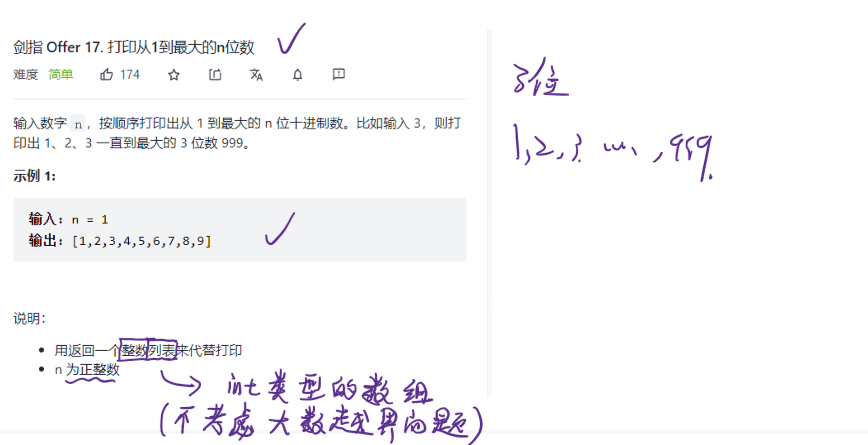 剑指 Offer 17. 打印从1到最大的n位数
难度 简单 174
输入数字 n，按顺序打印出从 1 到最大的 n 位十进制数。比如输入 3，则打
印出 1、2、3 一直到最大的 3 位数 999。
示例 1:
输入: n = 1
输出: [1,2,3,4,5,6,7,8,9]
说明：
用返回一个整数列表来代替打印
n 为正整数
int类型的数组
(不考虑大数越界问题)
3位
1,2,3 ...、,999.